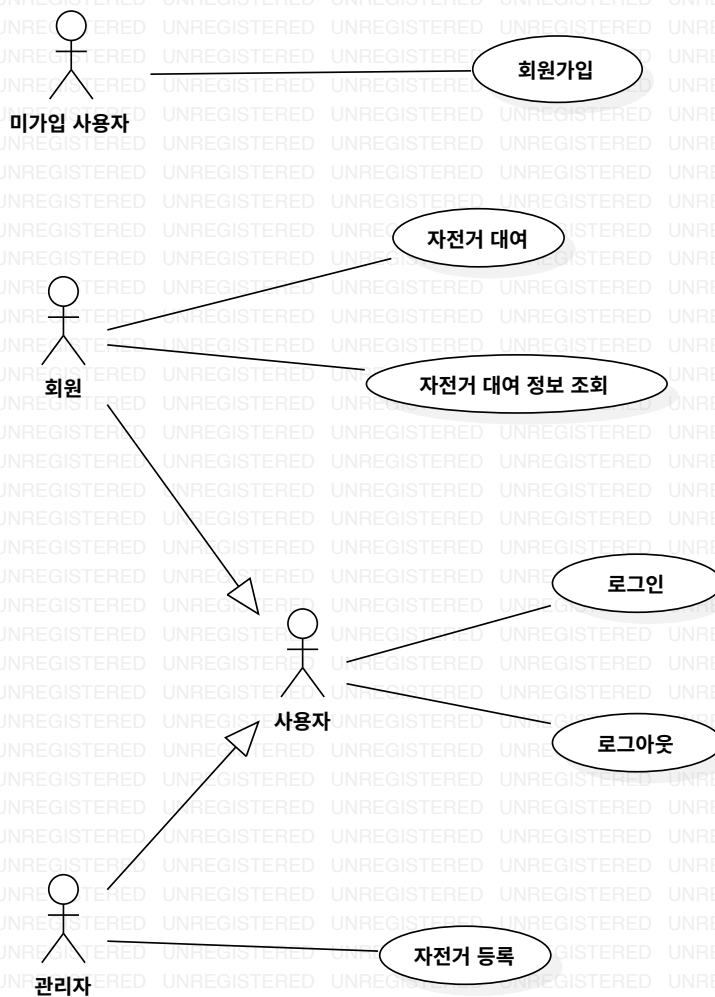 회원가입
미가입 사용자
자전거 대여
자전거 대여 정보 조회
회원
로그인
사용자
로그아웃
자전거 등록
관리자
UNREGISTERED